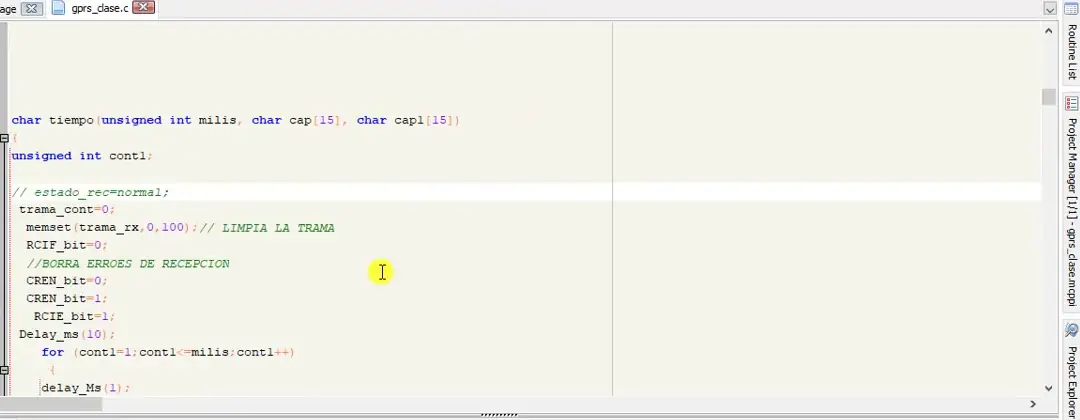 age
gprs_clase.c
char tiempo(unsigned int milis, char cap[15], char cap1[15])
{
unsigned int cont1;
// estado_rec=normal;
trama_cont=0;
memset(trama_rx,0,100);// LIMPIA LA TRAMA
RCIF_bit=0;
//BORRA ERROES DE RECEPCION
CREN_bit=0;
CREN_bit=1;
RCIE_bit=1;
Delay_ms(10);
for (cont1=1;cont1<=milis;cont1++)
{
delay_Ms(1);
Routine List
Project Manager [1/1] - gprs_clase.mcppi
Project Explorer